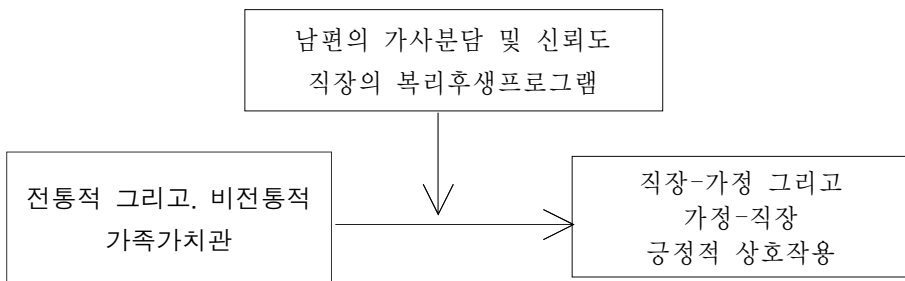 남편의 가사분담 및 신뢰도
직장의 복리후생프로그램
전통적 그리고. 비전통적
가족가치관
직장-가정 그리고
가정-직장
긍정적 상호작용